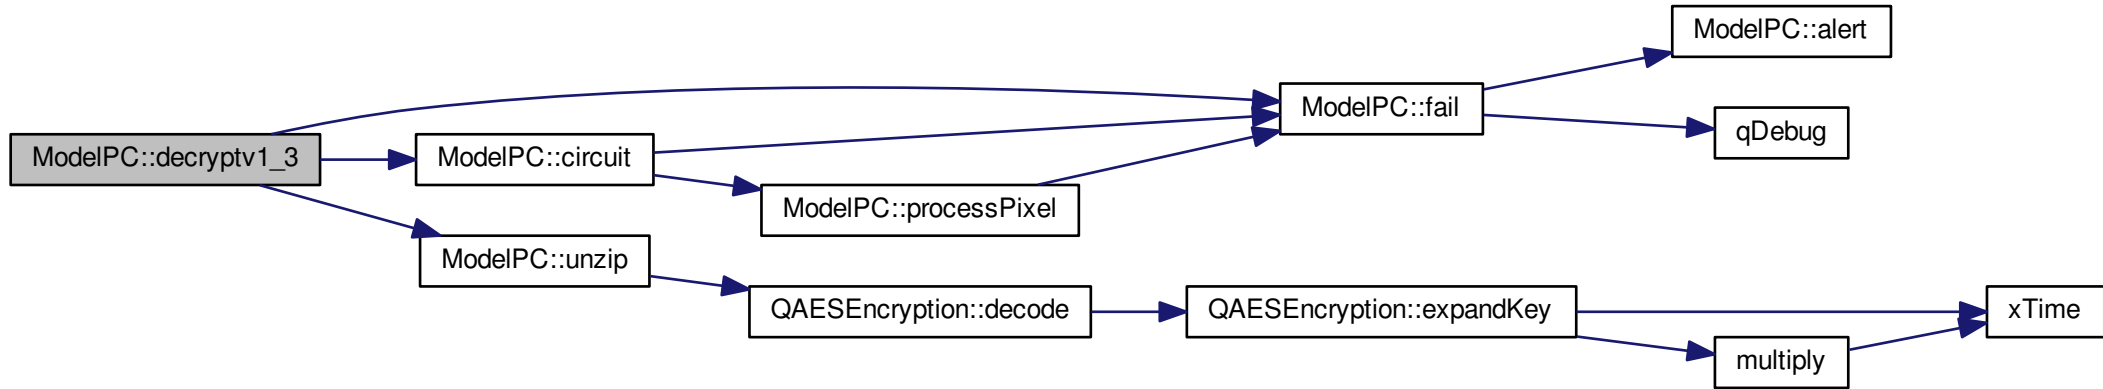 ModelPC::alert
ModelPC::fail
qDebug
ModelPC::decryptv1_3
ModelPC::circuit
ModelPC::processPixel
ModelPC::unzip
QAESEncryption::decode
QAESEncryption::expandKey
xTime
multiply